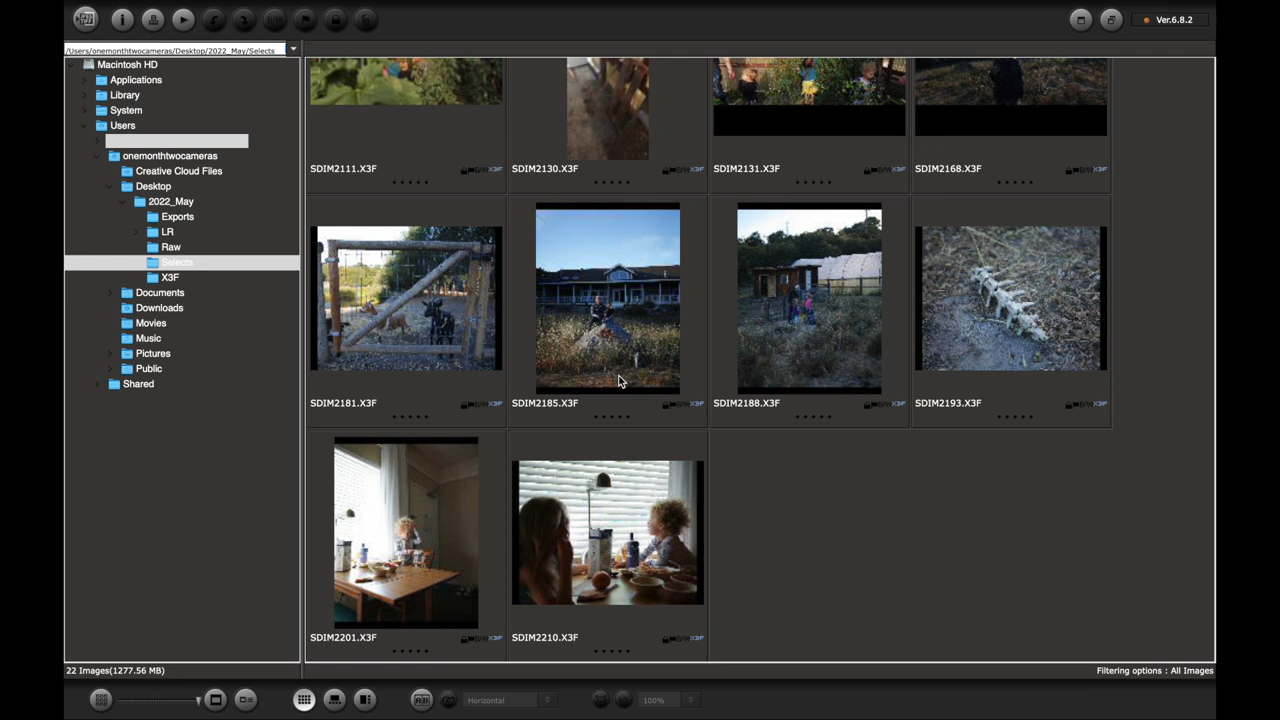 Ver.6.8.2
/Users/onemonthtwocameras/Desktop/2022_May/Selects
Macintosh HD
Applications
Library
System
Users
onemonthtwocameras
Creative Cloud Files
Desktop
2022_May
Exports
LR
Raw
Selects
X3F
Documents
Downloads
Movies
Music
Pictures
Public
Shared
SDIM2111.X3F
SDIM2130.X3F
SDIM2131.X3F
SDIM2168.X3F
SDIM2181.X3F
SDIM2185.X3F
SDIM2188.X3F
SDIM2193.X3F
SDIM2201.X3F
SDIM2210.X3F
22 Images(1277.56 MB)
Filtering options : All Images
Horizontal
100%